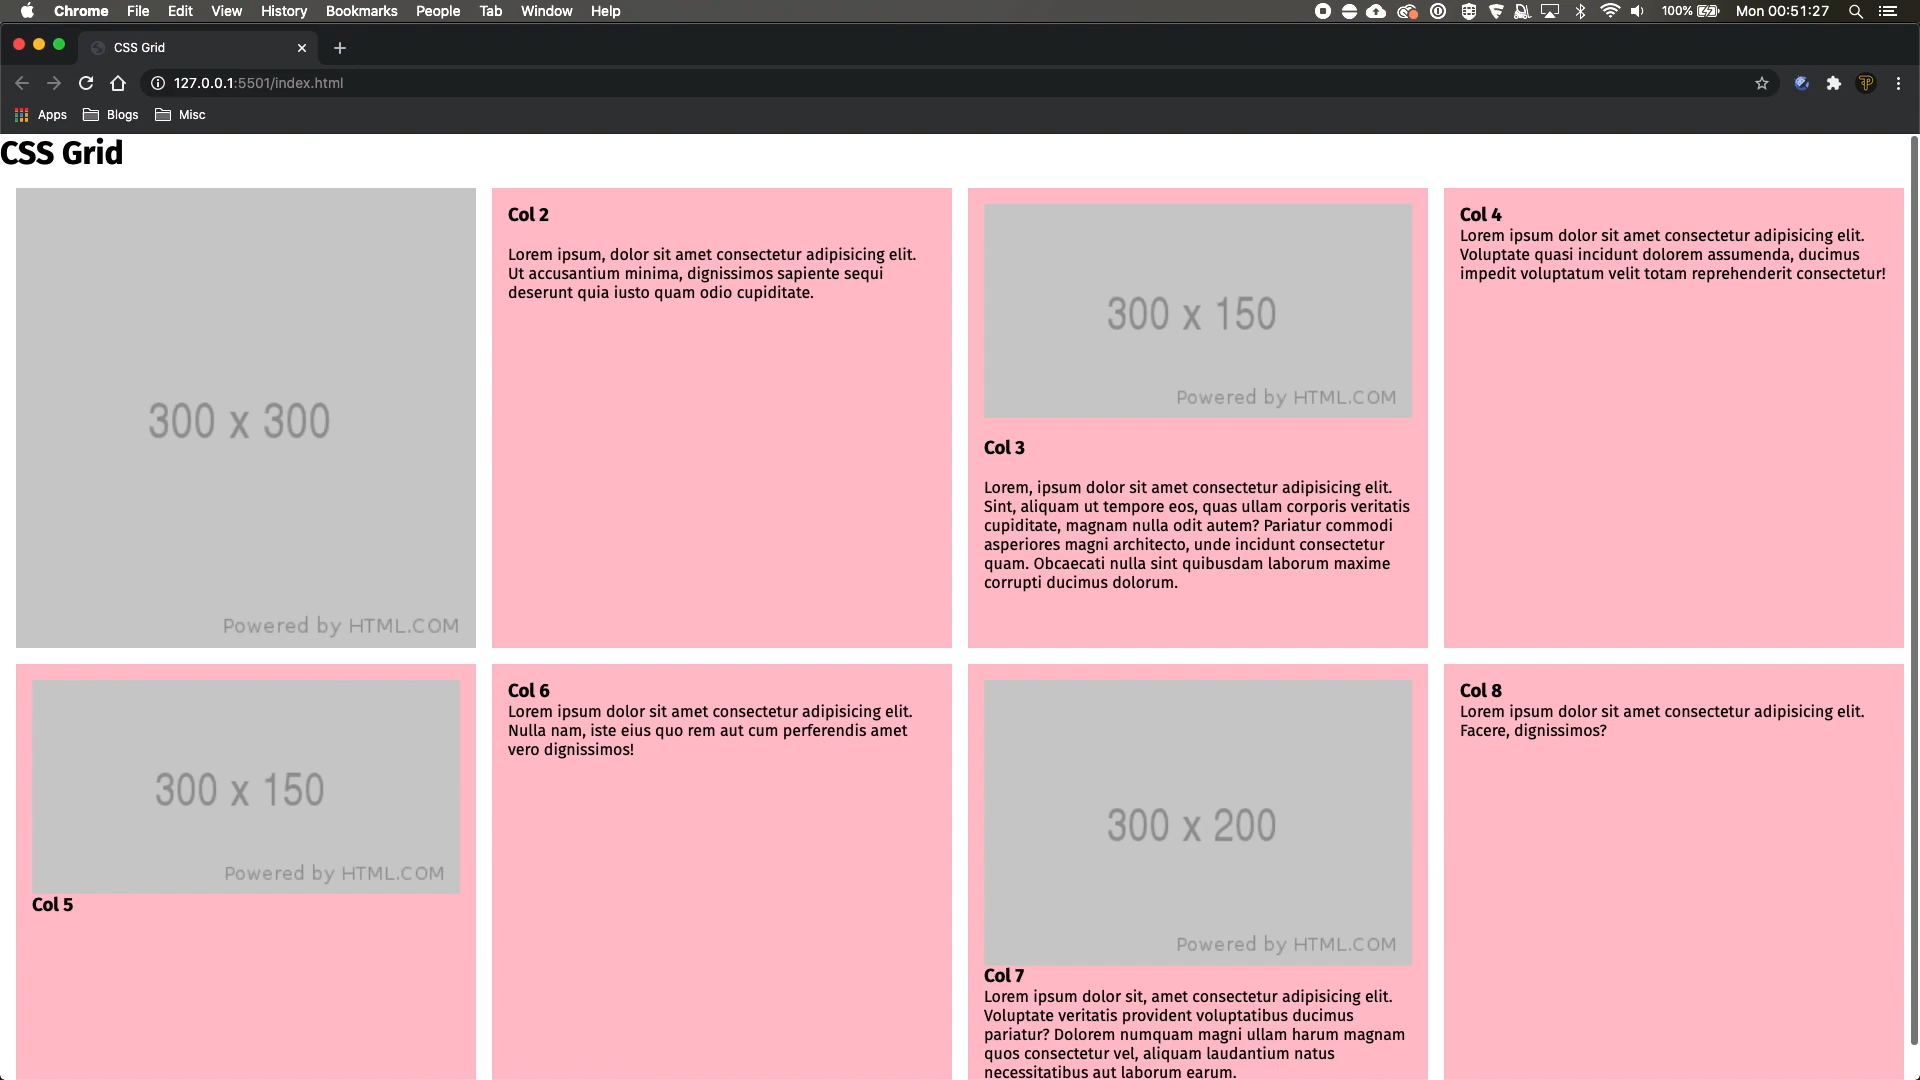 Chrome File Edit View History Bookmarks People Tab Window Help 100% Mon 00:51:27
CSS Grid
127.0.0.1:5501/index.html
Apps Blogs Misc
CSS Grid
300 x 300
Powered by HTML.COM
Col 2
Lorem ipsum, dolor sit amet consectetur adipisicing elit.
Ut accusantium minima, dignissimos sapiente sequi
deserunt quia iusto quam odio cupiditate.
300 x 150
Powered by HTML.COM
Col 3
Lorem, ipsum dolor sit amet consectetur adipisicing elit.
Sint, aliquam ut tempore eos, quas ullam corporis veritatis
cupiditate, magnam nulla odit autem? Pariatur commodi
asperiores magni architecto, unde incidunt consectetur
quam. Obcaecati nulla sint quibusdam laborum maxime
corrupti ducimus dolorum.
Col 4
Lorem ipsum dolor sit amet consectetur adipisicing elit.
Voluptate quasi incidunt dolorem assumenda, ducimus
impedit voluptatum velit totam reprehenderit consectetur!
300 x 150
Powered by HTML.COM
Col 5
Col 6
Lorem ipsum dolor sit amet consectetur adipisicing elit.
Nulla nam, iste eius quo rem aut cum perferendis amet
vero dignissimos!
300 x 200
Powered by HTML.COM
Col 7
Lorem ipsum dolor sit, amet consectetur adipisicing elit.
Voluptate veritatis provident voluptatibus ducimus
pariatur? Dolorem numquam magni ullam harum magnam
quos consectetur vel, aliquam laudantium natus
necessitatibus aut laborum earum.
Col 8
Lorem ipsum dolor sit amet consectetur adipisicing elit.
Facere, dignissimos?